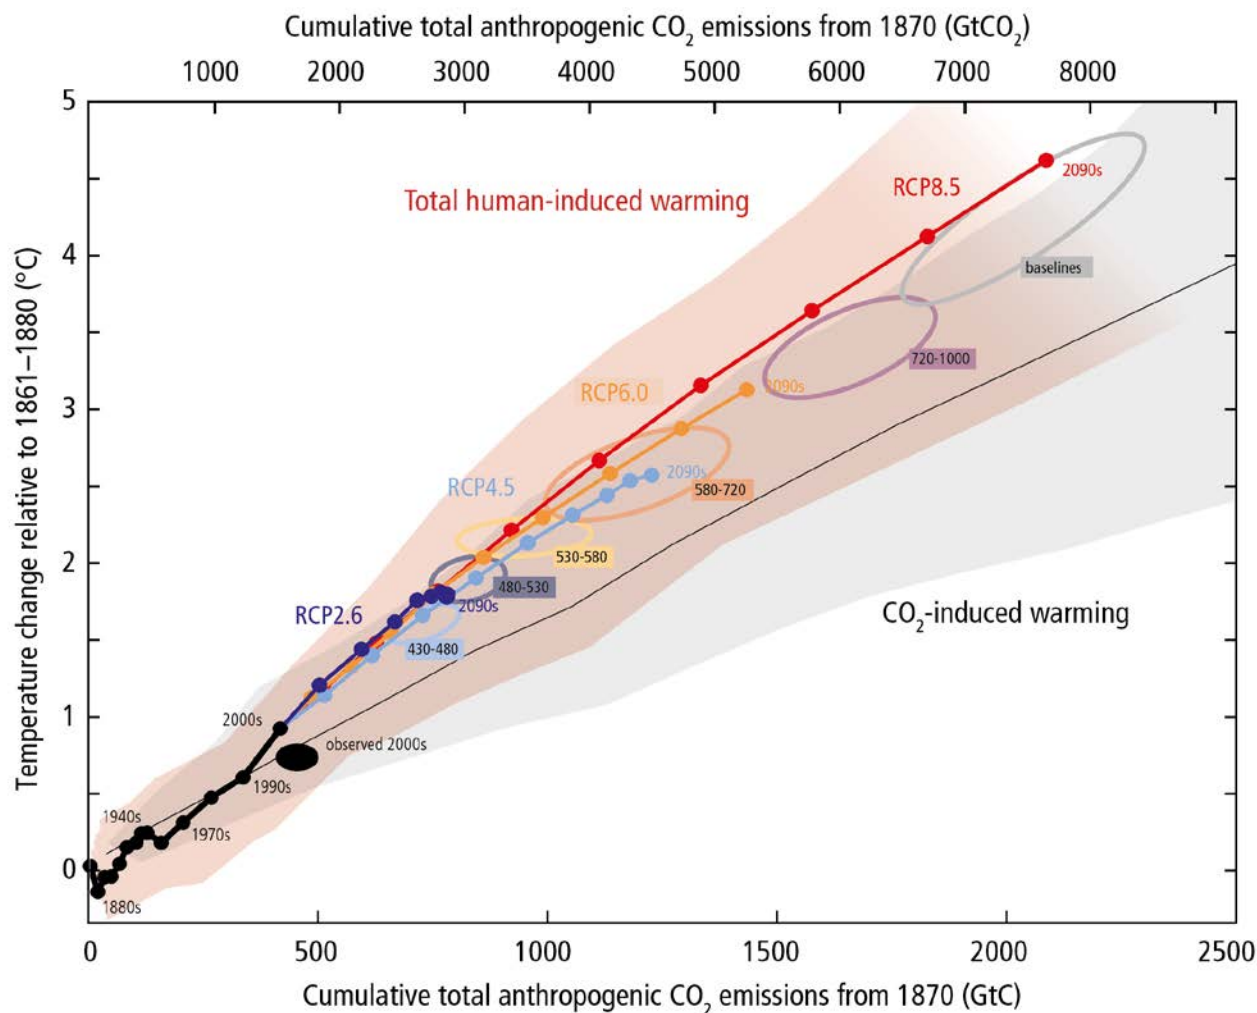 Cumulative total anthropogenic CO₂ emissions from 1870 (GtCO₂)
1000 2000 3000 4000 5000 6000 7000 8000
5
4
3
2
1
0
Temperature change relative to 1861–1880 (°C)
Total human-induced warming
RCP8.5
2090s
baselines
720-1000
RCP6.0
2090s
RCP4.5
2090s
580-720
530-580
480-530
RCP2.6
2090s
430-480
CO₂-induced warming
2000s
observed 2000s
1990s
1940s
1970s
1880s
0 500 1000 1500 2000 2500
Cumulative total anthropogenic CO₂ emissions from 1870 (GtC)